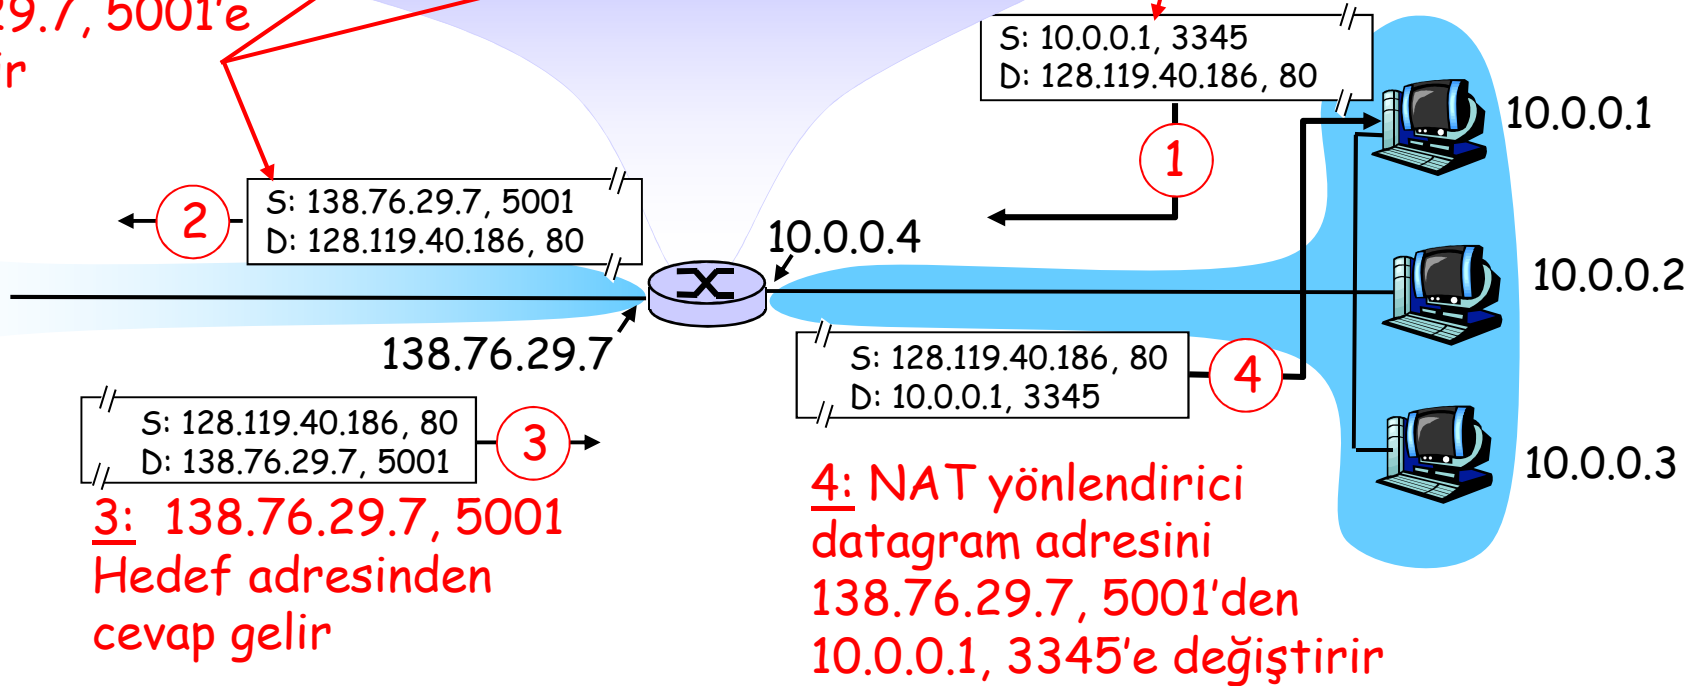 29.7, 5001'e
S: 10.0.0.1, 3345
D: 128.119.40.186, 80
10.0.0.1
1
2
S: 138.76.29.7, 5001
D: 128.119.40.186, 80
10.0.0.4
10.0.0.2
138.76.29.7
S: 128.119.40.186, 80
D: 10.0.0.1, 3345
4
S: 128.119.40.186, 80
D: 138.76.29.7, 5001
3
10.0.0.3
3: 138.76.29.7, 5001
Hedef adresinden
cevap gelir
4: NAT yönlendirici
datagram adresini
138.76.29.7, 5001'den
10.0.0.1, 3345'e değiştirir